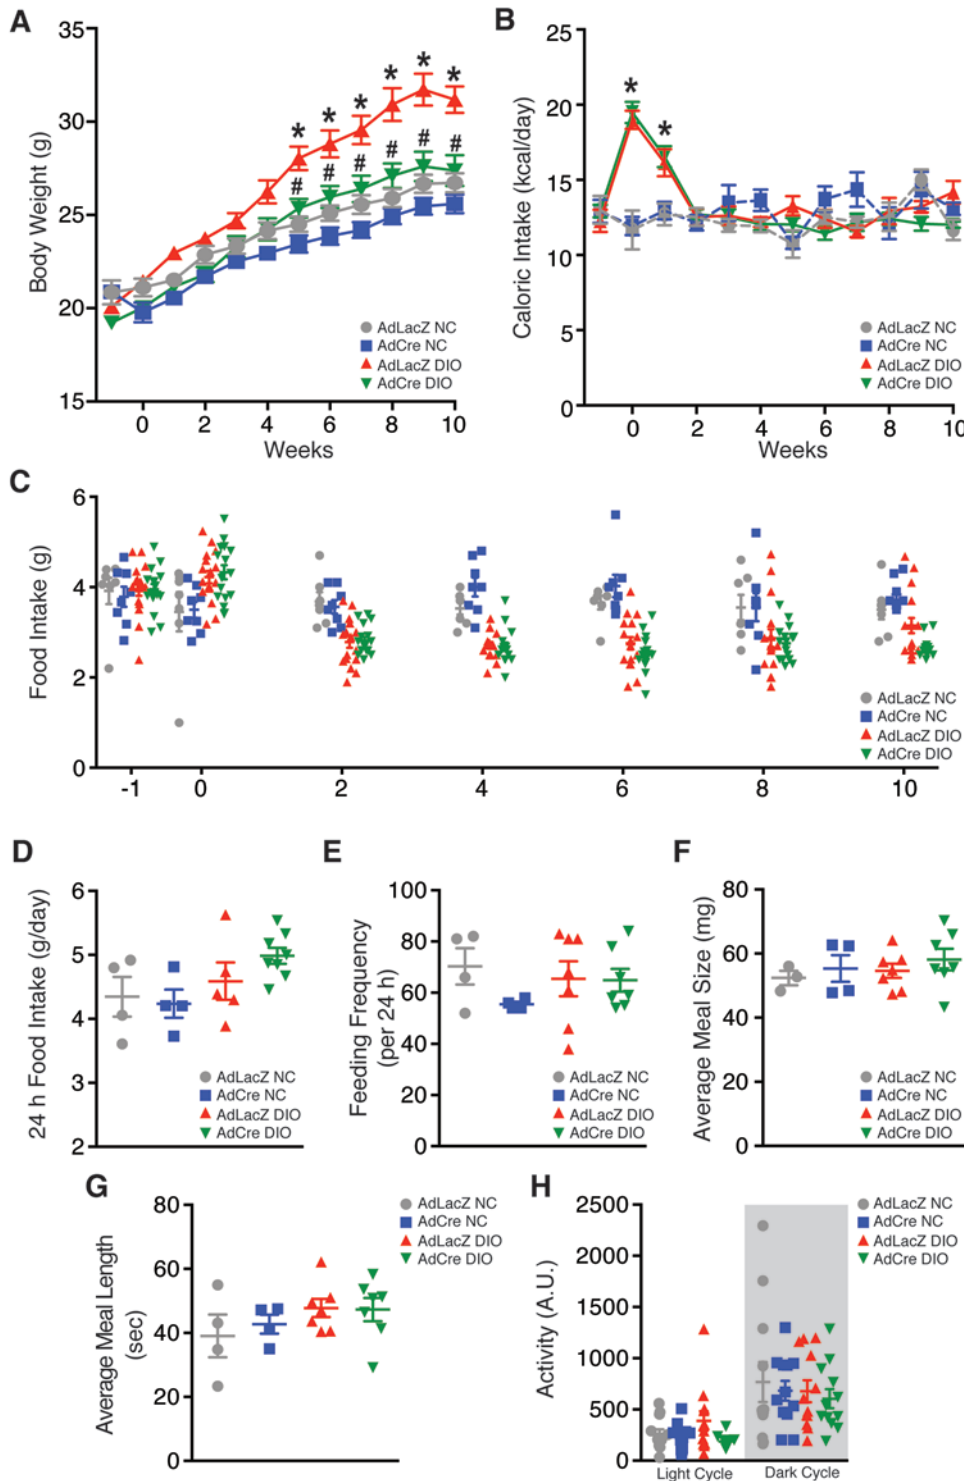 A
Body Weight (g)
35
30
25
20
15
* * * * * *
# # # # # #
0 2 4 6 8 10
Weeks
AdLacZ NC
AdCre NC
AdLacZ DIO
AdCre DIO
B
Caloric Intake (kcal/day)
25
20
15
10
5
0
* *
0 2 4 6 8 10
Weeks
AdLacZ NC
AdCre NC
AdLacZ DIO
AdCre DIO
C
Food Intake (g)
6
4
2
0
-1 0 2 4 6 8 10
AdLacZ NC
AdCre NC
AdLacZ DIO
AdCre DIO
D
24 h Food Intake (g/day)
6
5
4
3
2
AdLacZ NC
AdCre NC
AdLacZ DIO
AdCre DIO
E
Feeding Frequency
(per 24 h)
100
80
60
40
20
0
AdLacZ NC
AdCre NC
AdLacZ DIO
AdCre DIO
F
Average Meal Size (mg)
80
60
40
20
0
AdLacZ NC
AdCre NC
AdLacZ DIO
AdCre DIO
G
Average Meal Length
(sec)
80
60
40
20
0
AdLacZ NC
AdCre NC
AdLacZ DIO
AdCre DIO
H
Activity (A.U.)
2500
2000
1500
1000
500
0
Light Cycle Dark Cycle
AdLacZ NC
AdCre NC
AdLacZ DIO
AdCre DIO